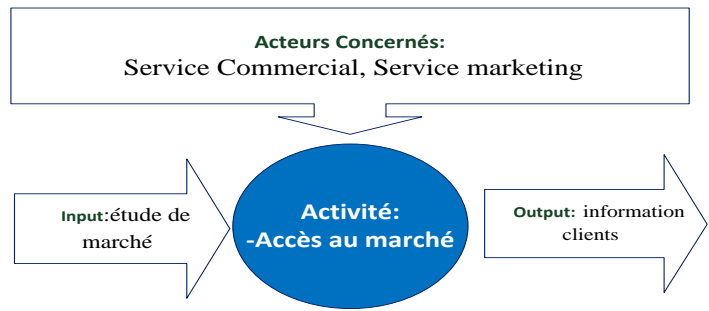 Acteurs Concernés:
Service Commercial, Service marketing
Input:étude de
marché
Activité:
-Accès au marché
Output: information
clients